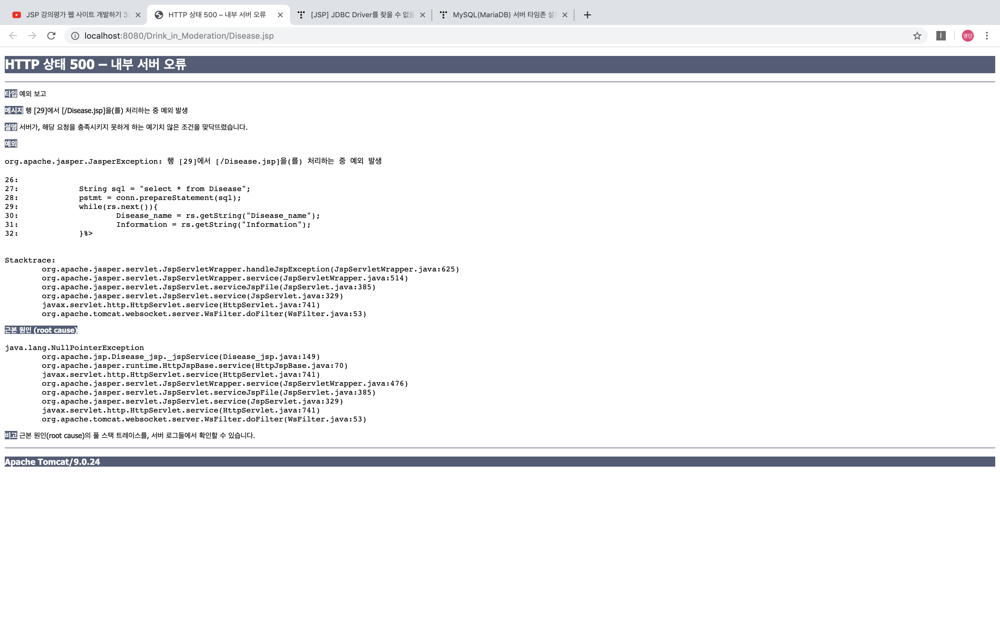 JSP 강의평가 웹 사이트 개발하기 3
HTTP 상태 500 – 내부 서버 오류
[JSP] JDBC Driver를 찾을 수 없을
MySQL(MariaDB) 서버 타임존 설정
localhost:8080/Drink_in_Moderation/Disease.jsp
영단
HTTP 상태 500 – 내부 서버 오류
타입 예외 보고
메시지 행 [29]에서 [/Disease.jsp]을(를) 처리하는 중 예외 발생
설명 서버가, 해당 요청을 충족시키지 못하게 하는 예기치 않은 조건을 맞닥뜨렸습니다.
예외
org.apache.jasper.JasperException: 행 [29]에서 [/Disease.jsp]을(를) 처리하는 중 예외 발생
26:
27: String sql = "select * from Disease";
28: pstmt = conn.prepareStatement(sql);
29: while(rs.next()){
30: Disease_name = rs.getString("Disease_name");
31: Information = rs.getString("Information");
32: }%>
Stacktrace:
org.apache.jasper.servlet.JspServletWrapper.handleJspException(JspServletWrapper.java:625)
org.apache.jasper.servlet.JspServletWrapper.service(JspServletWrapper.java:514)
org.apache.jasper.servlet.JspServlet.serviceJspFile(JspServlet.java:385)
org.apache.jasper.servlet.JspServlet.service(JspServlet.java:329)
javax.servlet.http.HttpServlet.service(HttpServlet.java:741)
org.apache.tomcat.websocket.server.WsFilter.doFilter(WsFilter.java:53)
근본 원인 (root cause)
java.lang.NullPointerException
org.apache.jsp.Disease_jsp._jspService(Disease_jsp.java:149)
org.apache.jasper.runtime.HttpJspBase.service(HttpJspBase.java:70)
javax.servlet.http.HttpServlet.service(HttpServlet.java:741)
org.apache.jasper.servlet.JspServletWrapper.service(JspServletWrapper.java:476)
org.apache.jasper.servlet.JspServlet.serviceJspFile(JspServlet.java:385)
org.apache.jasper.servlet.JspServlet.service(JspServlet.java:329)
javax.servlet.http.HttpServlet.service(HttpServlet.java:741)
org.apache.tomcat.websocket.server.WsFilter.doFilter(WsFilter.java:53)
비고 근본 원인(root cause)의 풀 스택 트레이스를, 서버 로그들에서 확인할 수 있습니다.
Apache Tomcat/9.0.24